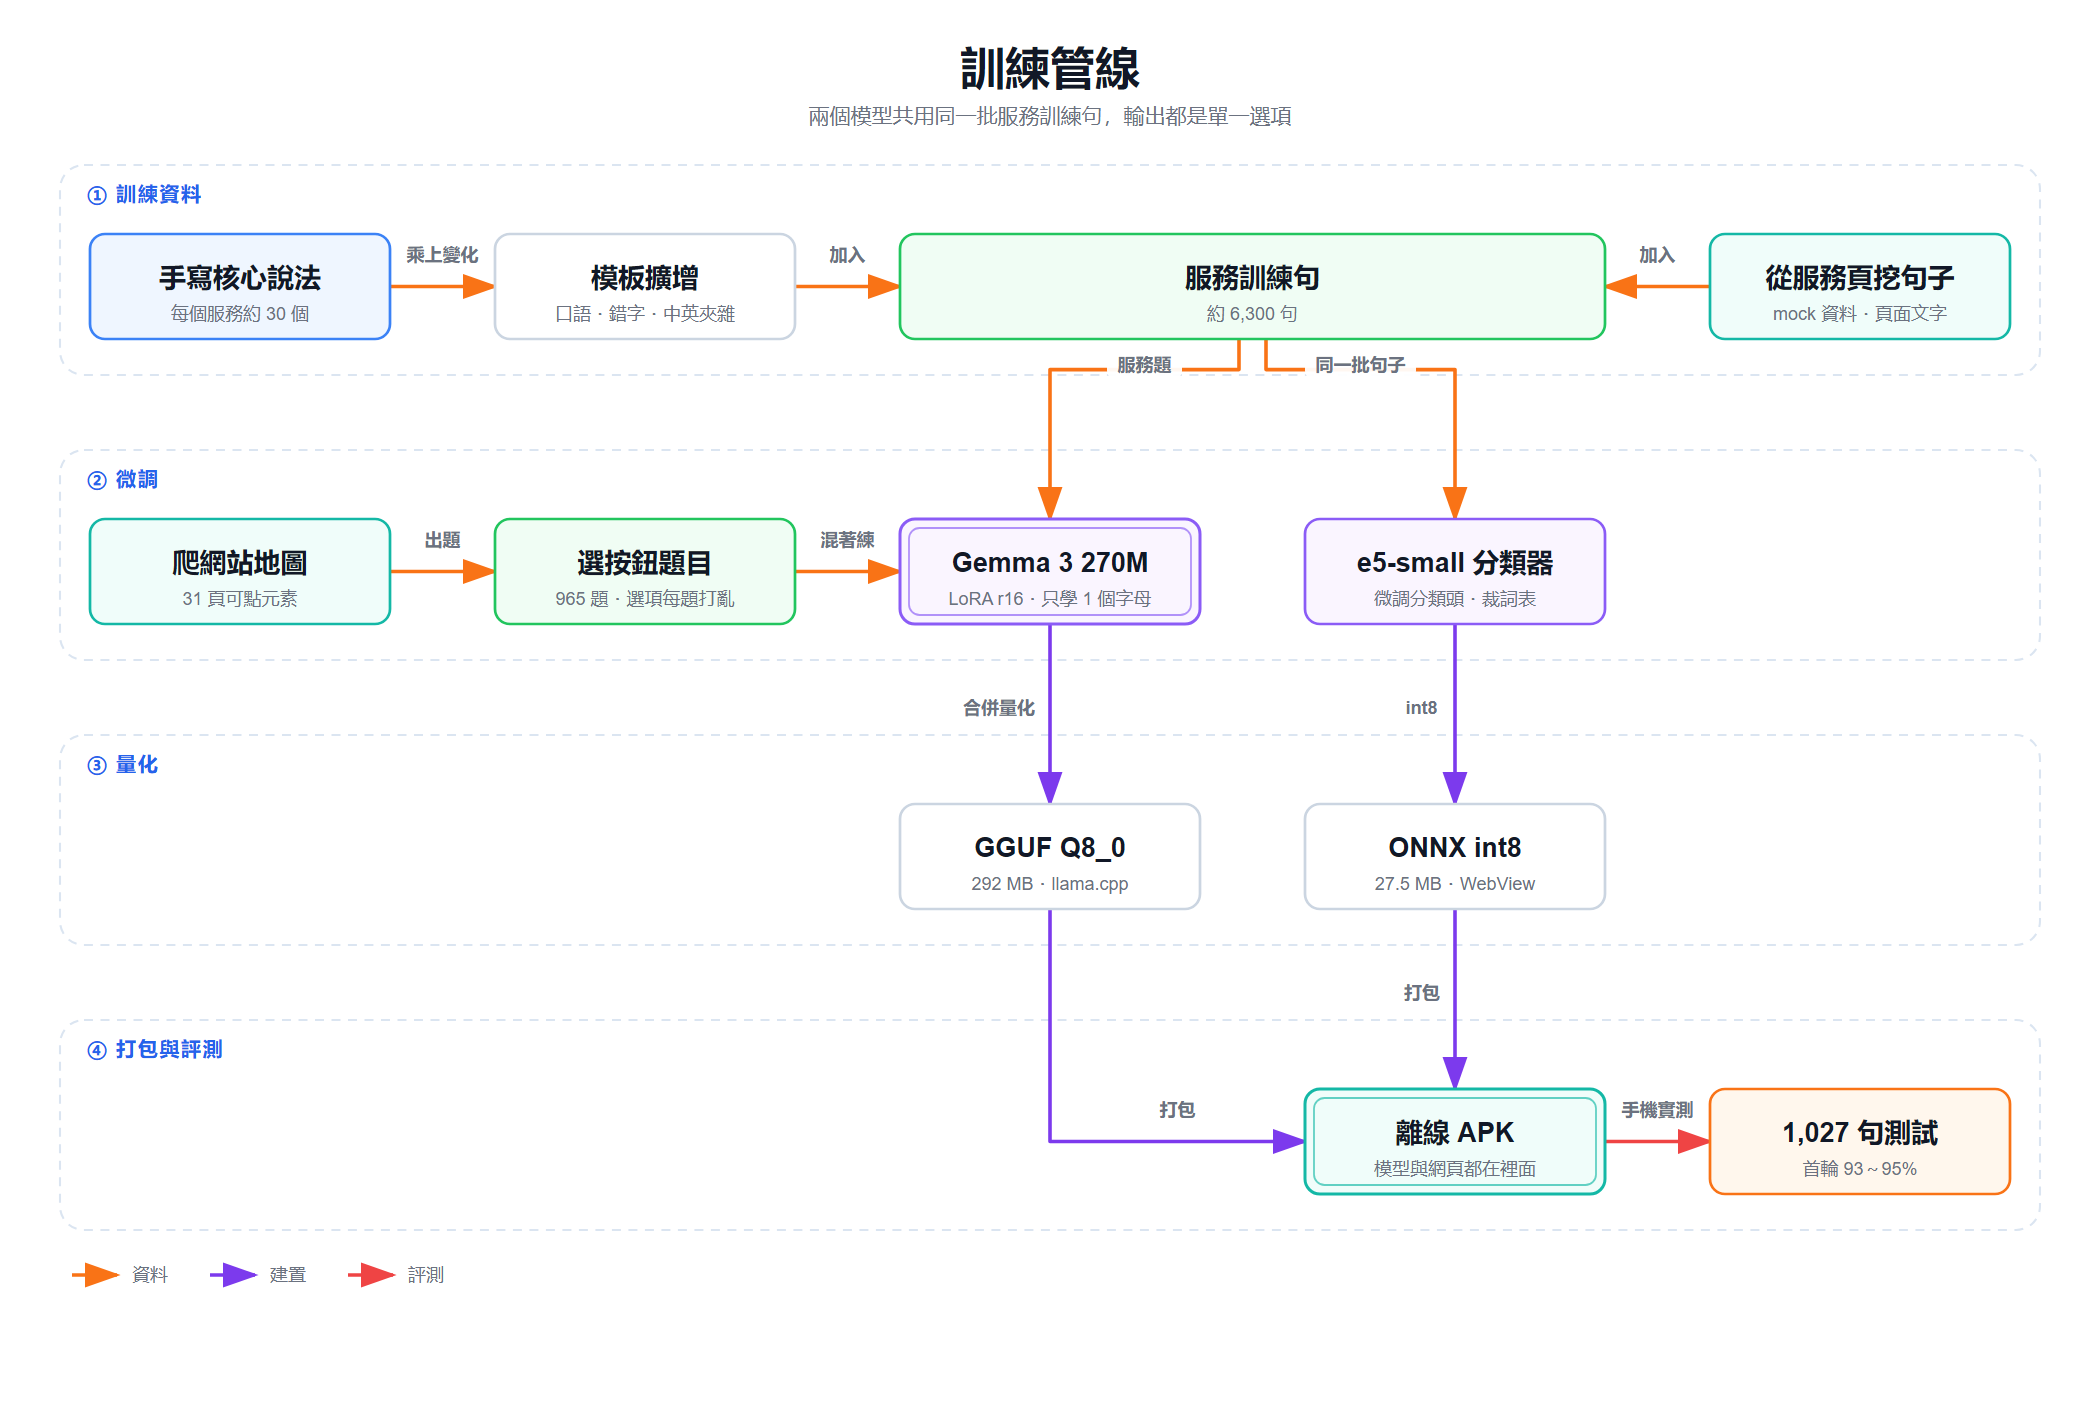 訓練管線
兩個模型共用同一批服務訓練句，輸出都是單一選項
① 訓練資料
手寫核心說法
每個服務約 30 個
乘上變化
模板擴增
口語 · 錯字 · 中英夾雜
加入
服務訓練句
約 6,300 句
加入
從服務頁挖句子
mock 資料 · 頁面文字
服務題
同一批句子
② 微調
爬網站地圖
31 頁可點元素
出題
選按鈕題目
965 題 · 選項每題打亂
混著練
Gemma 3 270M
LoRA r16 · 只學 1 個字母
e5-small 分類器
微調分類頭 · 裁詞表
合併量化
int8
③ 量化
GGUF Q8_0
292 MB · llama.cpp
ONNX int8
27.5 MB · WebView
打包
④ 打包與評測
打包
離線 APK
模型與網頁都在裡面
手機實測
1,027 句測試
首輪 93 ~ 95%
資料
建置
評測